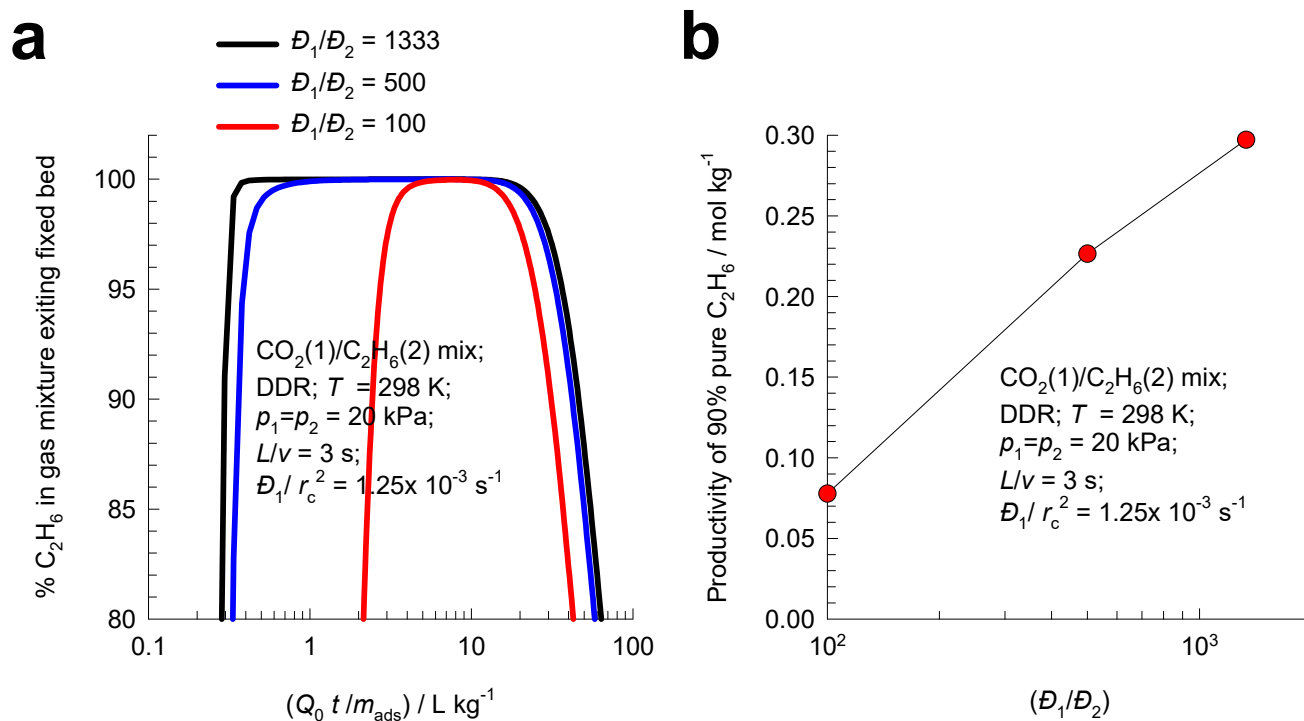 a
Đ₁/Đ₂ = 1333
Đ₁/Đ₂ = 500
Đ₁/Đ₂ = 100
% C₂H₆ in gas mixture exiting fixed bed
100
95
90
85
80
CO₂(1)/C₂H₆(2) mix;
DDR; T = 298 K;
p₁=p₂ = 20 kPa;
L/v = 3 s;
Đ₁/ r_c² = 1.25x 10⁻³ s⁻¹
0.1
1
10
100
(Q₀ t /m_ads) / L kg⁻¹
b
Productivity of 90% pure C₂H₆ / mol kg⁻¹
0.30
0.25
0.20
0.15
0.10
0.05
0.00
CO₂(1)/C₂H₆(2) mix;
DDR; T = 298 K;
p₁=p₂ = 20 kPa;
L/v = 3 s;
Đ₁/ r_c² = 1.25x 10⁻³ s⁻¹
10²
10³
(Đ₁/Đ₂)